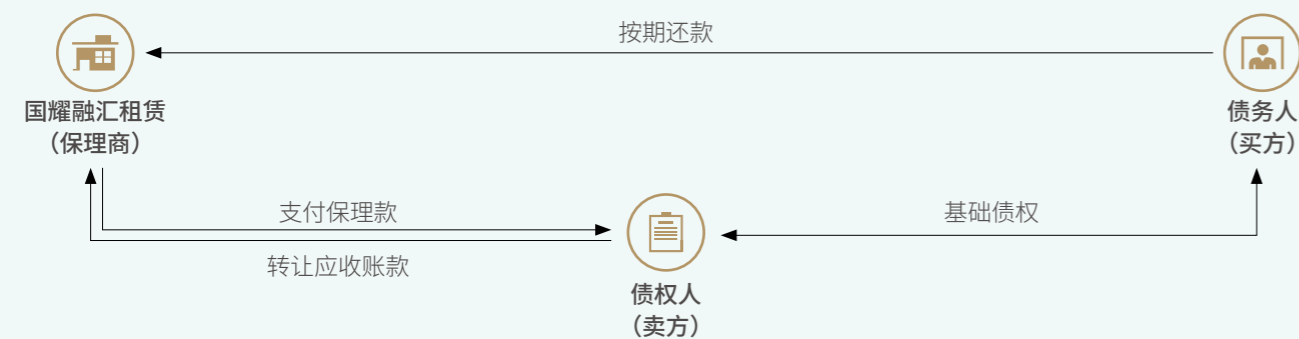 按期还款
国耀融汇租赁
（保理商）
债务人
（买方）
支付保理款
基础债权
转让应收账款
债权人
（卖方）